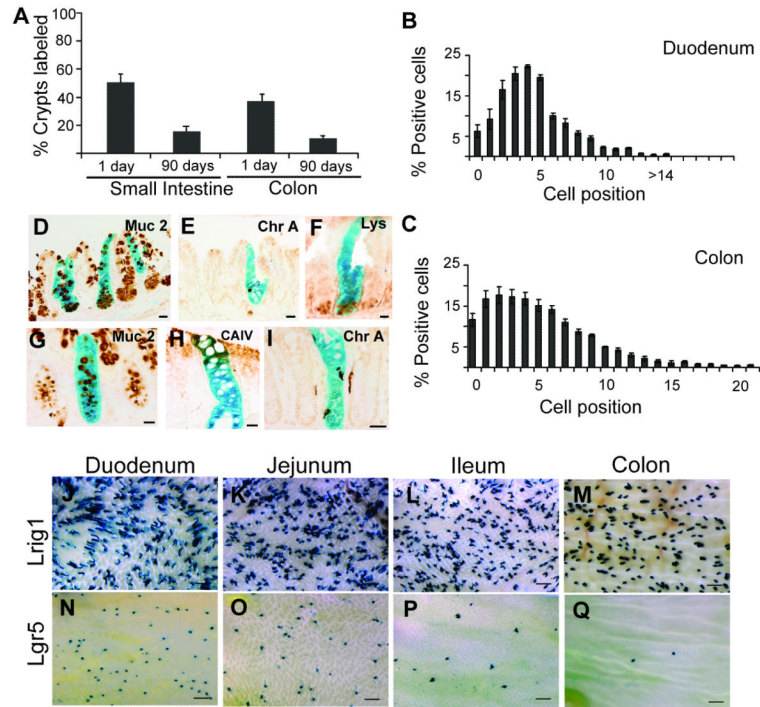 A
% Crypts labeled
100
80
60
40
20
1 day
90 days
1 day
90 days
Small Intestine
Colon
B
Duodenum
% Positive cells
25
15
5
0
5
10
>14
Cell position
C
Colon
% Positive cells
25
15
5
0
5
10
15
20
Cell position
D
Muc 2
E
Chr A
F
Lys
G
Muc 2
H
CAIV
I
Chr A
Duodenum
Jejunum
Ileum
Colon
Lrig1
J
K
L
M
Lgr5
N
O
P
Q